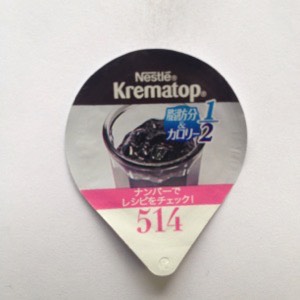 Nestlé®
Krematop®
脂肪分 1/2
&
カロリー
ナンバーで
レシピをチェック!
514